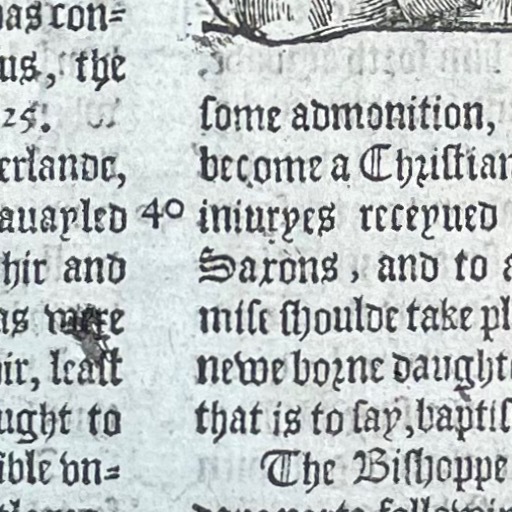 as con=
us, the
25.
erlande,
auayled
hir and
as were
ir, least
ught to
ible vn=
40
ſome admonition,
become a Chriſtian
iniuryes receyued
Saxons, and to a
miſe ſhoulde take pl
newe borne daught
that is to ſay, baptiſ
The Biſhoppe